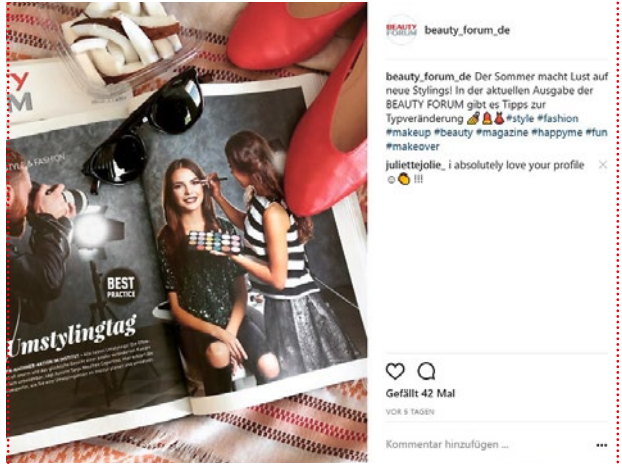 BEAUTY
FORUM
beauty_forum_de
beauty_forum_de Der Sommer macht Lust auf
neue Stylings! In der aktuellen Ausgabe der
BEAUTY FORUM gibt es Tipps zur
Typveränderung 💅💄👗#style #fashion
#makeup #beauty #magazine #happyme #fun
#makeover
juliettejolie_ i absolutely love your profile
☺👏 !!!
TY
M
STYLE & FASHION
BEST
PRACTICE
Umstylingtag
Gefällt 42 Mal
VOR 5 TAGEN
Kommentar hinzufügen ...